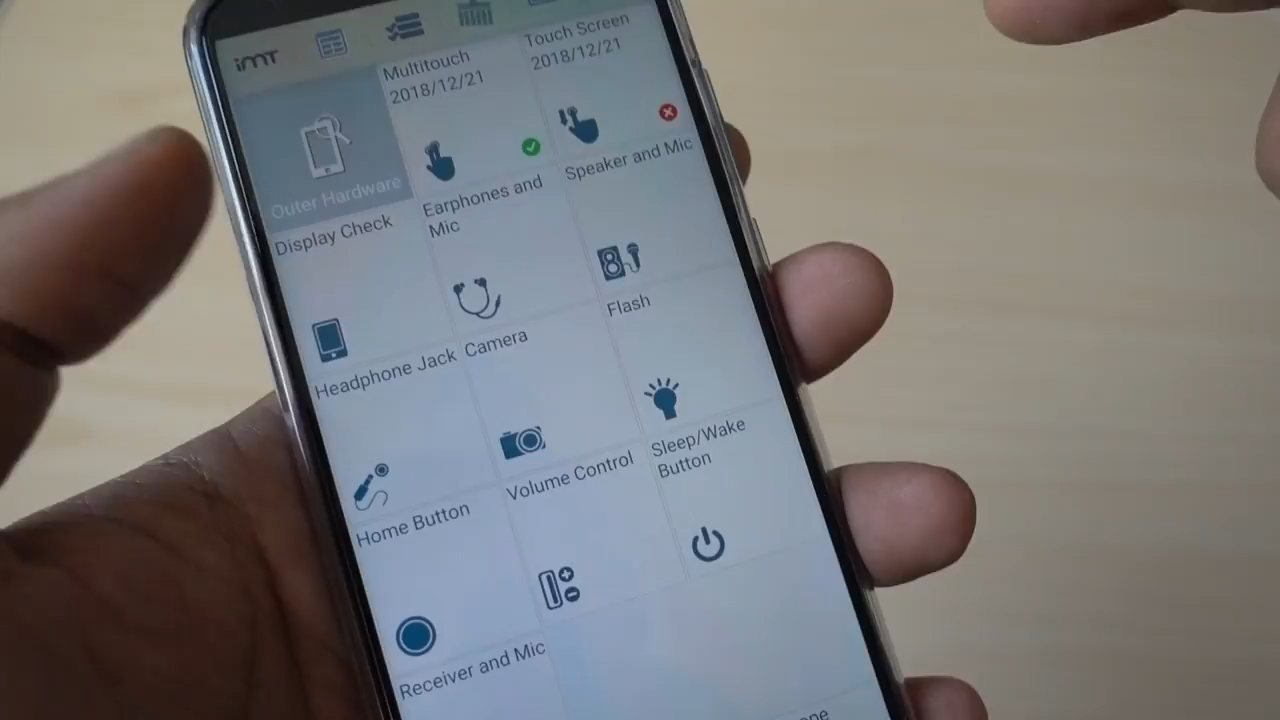 iMT
Multitouch
2018/12/21
Touch Screen
2018/12/21
Outer Hardware
Display Check
Earphones and
Mic
Speaker and Mic
Headphone Jack
Camera
Flash
Home Button
Volume Control
Sleep/Wake
Button
Receiver and Mic